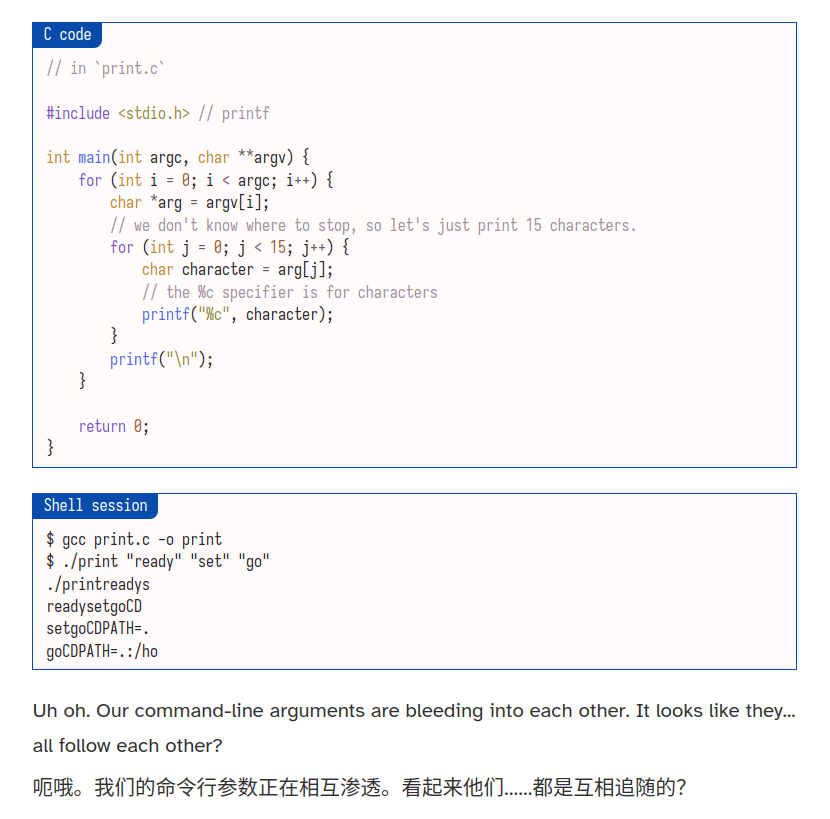 C code
// in `print.c`
#include <stdio.h> // printf
int main(int argc, char **argv) {
    for (int i = 0; i < argc; i++) {
        char *arg = argv[i];
        // we don't know where to stop, so let's just print 15 characters.
        for (int j = 0; j < 15; j++) {
            char character = arg[j];
            // the %c specifier is for characters
            printf("%c", character);
        }
        printf("\n");
    }
    return 0;
}
Shell session
$ gcc print.c -o print
$ ./print "ready" "set" "go"
./printreadys
readysetgoCD
setgoCDPATH=.
goCDPATH=.:/ho
Uh oh. Our command-line arguments are bleeding into each other. It looks like they...
all follow each other?
呃哦。我们的命令行参数正在相互渗透。看起来他们......都是互相追随的?